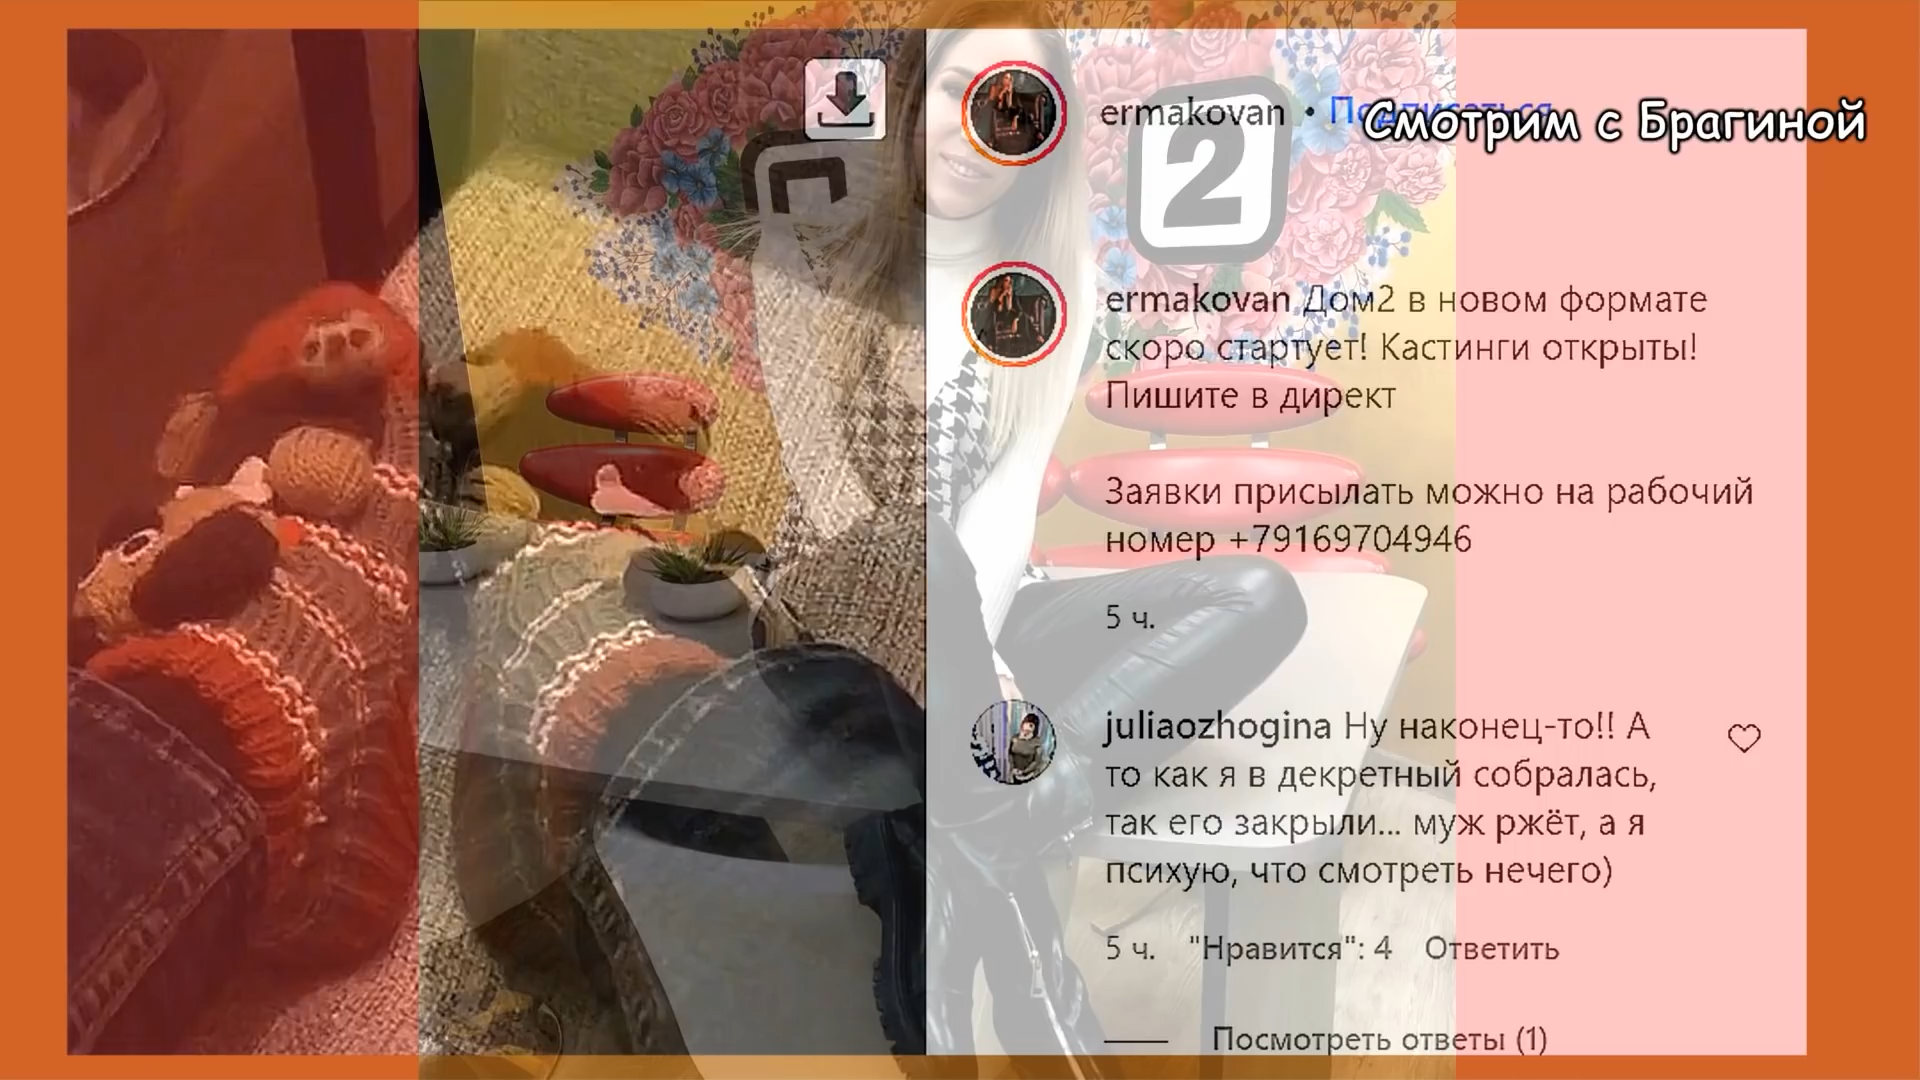 ermakovan • Подписаться
Смотрим с Брагиной
2
ermakovan Дом2 в новом формате
скоро стартует! Кастинги открыты!
Пишите в директ
Заявки присылать можно на рабочий
номер +79169704946
5 ч.
juliaozhogina Ну наконец-то!! А
то как я в декретный собралась,
так его закрыли... муж ржёт, а я
психую, что смотреть нечего)
5 ч. "Нравится": 4 Ответить
Посмотреть ответы (1)